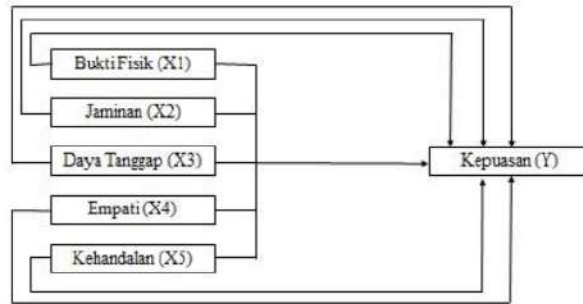 Bukti Fisik (X1)
Jaminan (X2)
Daya Tanggap (X3)
Kepuasan (Y)
Empati (X4)
Kehandalan (X5)